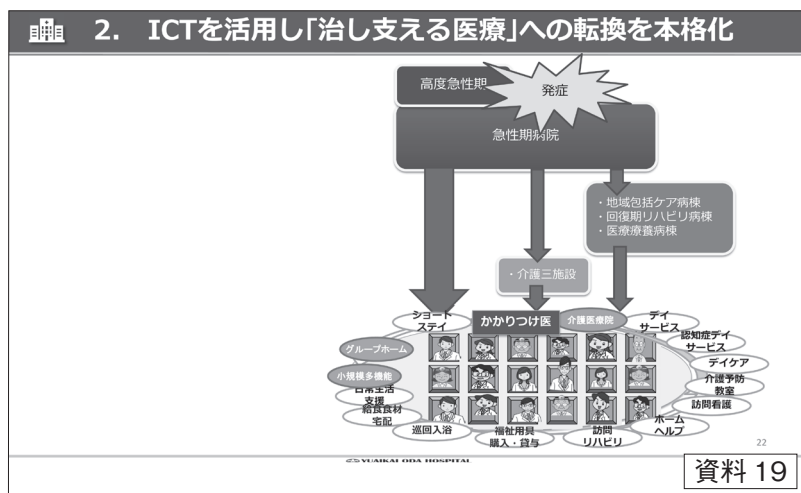 2. ICTを活用し「治し支える医療」への転換を本格化
高度急性期
発症
急性期病院
・地域包括ケア病棟
・回復期リハビリ病棟
・医療療養病棟
・介護三施設
ショート
ステイ
かかりつけ医
介護医療院
デイ
サービス
認知症デイ
サービス
グループホーム
デイケア
小規模多機能
介護予防
教室
日常生活
支援
訪問看護
給食食材
宅配
ホーム
ヘルプ
巡回入浴
福祉用具
購入・貸与
訪問
リハビリ
22
YUAIKAI ODA HOSPITAL
資料 19